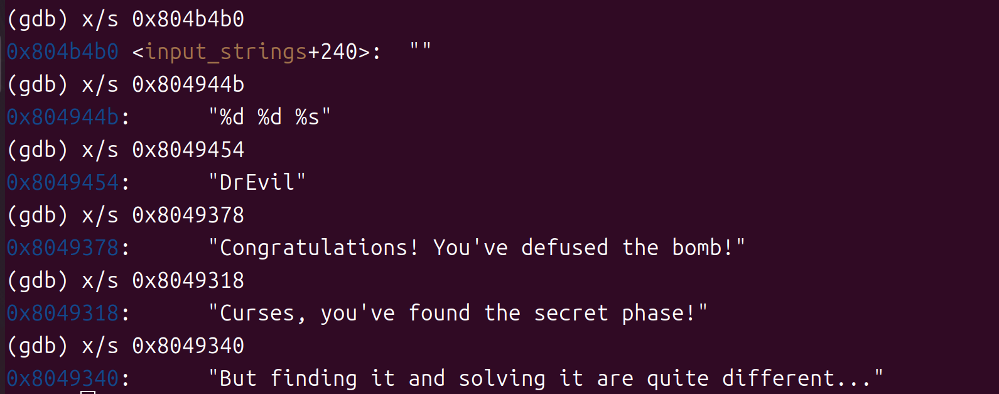 (gdb) x/s 0x804b4b0
0x804b4b0 <input_strings+240>:  ""
(gdb) x/s 0x804944b
0x804944b:      "%d %d %s"
(gdb) x/s 0x8049454
0x8049454:      "DrEvil"
(gdb) x/s 0x8049378
0x8049378:      "Congratulations! You've defused the bomb!"
(gdb) x/s 0x8049318
0x8049318:      "Curses, you've found the secret phase!"
(gdb) x/s 0x8049340
0x8049340:      "But finding it and solving it are quite different..."